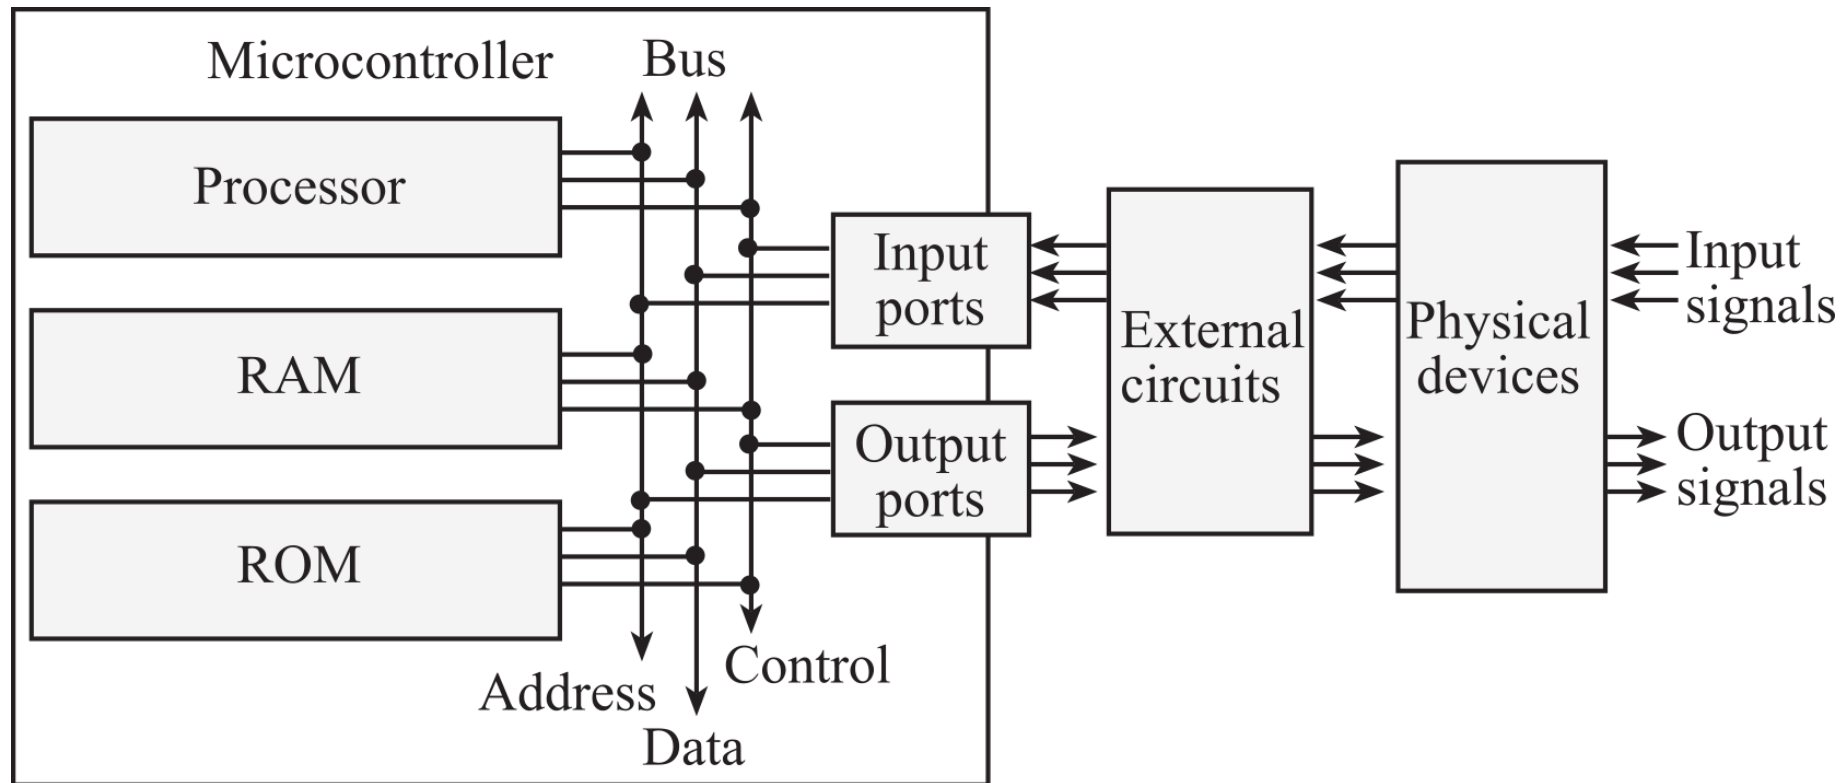 Microcontroller
Bus
Processor
RAM
ROM
Address
Data
Control
Input
ports
Output
ports
External
circuits
Physical
devices
Input
signals
Output
signals